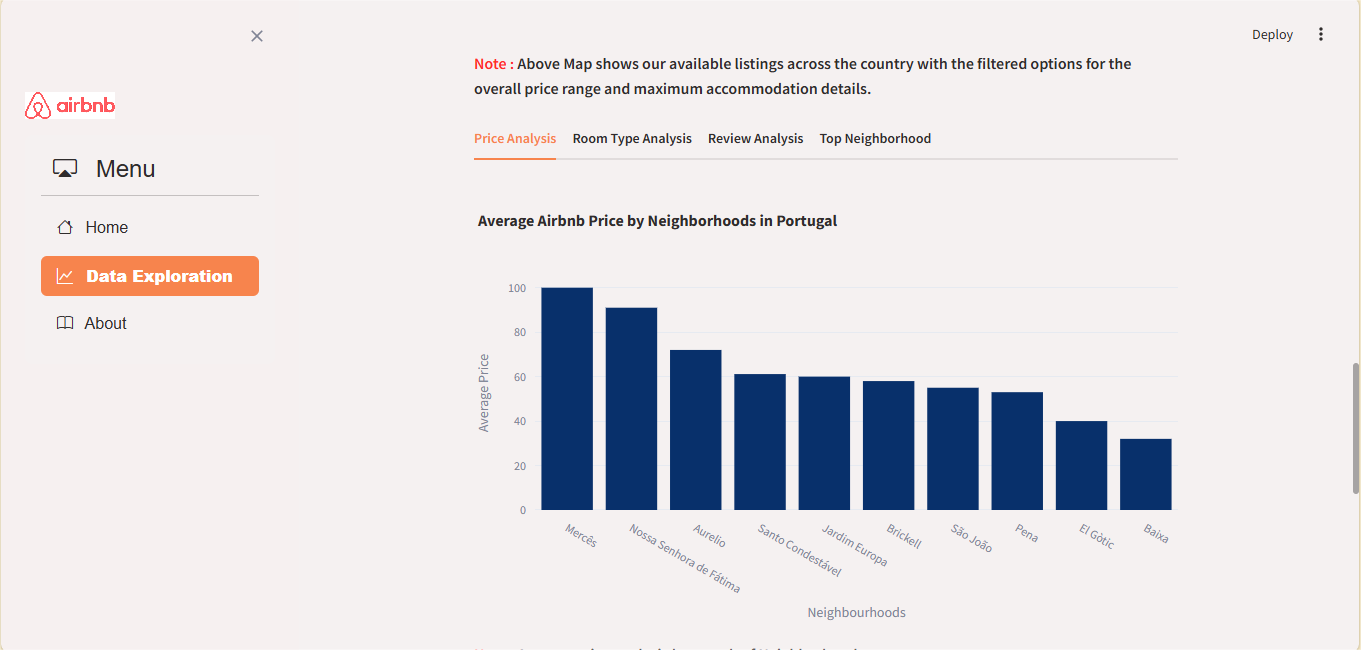 Deploy
airbnb
Menu
Home
Data Exploration
About
Note : Above Map shows our available listings across the country with the filtered options for the
overall price range and maximum accommodation details.
Price Analysis Room Type Analysis Review Analysis Top Neighborhood
Average Airbnb Price by Neighborhoods in Portugal
Average Price
100
80
60
40
20
0
Mercês
Nossa Senhora de Fátima
Aurelio
Santo Condestável
Jardim Europa
Brickell
São João
Pena
El Gòtic
Baixa
Neighbourhoods